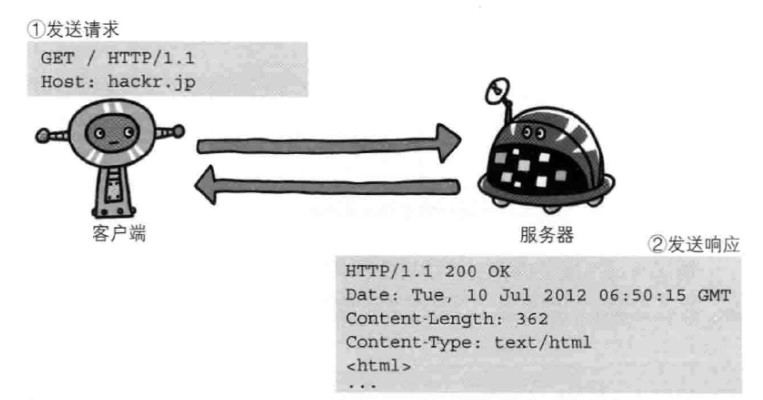 ①发送请求
GET / HTTP/1.1
Host: hackr.jp
客户端
服务器
②发送响应
HTTP/1.1 200 OK
Date: Tue, 10 Jul 2012 06:50:15 GMT
Content-Length: 362
Content-Type: text/html
<html>
...